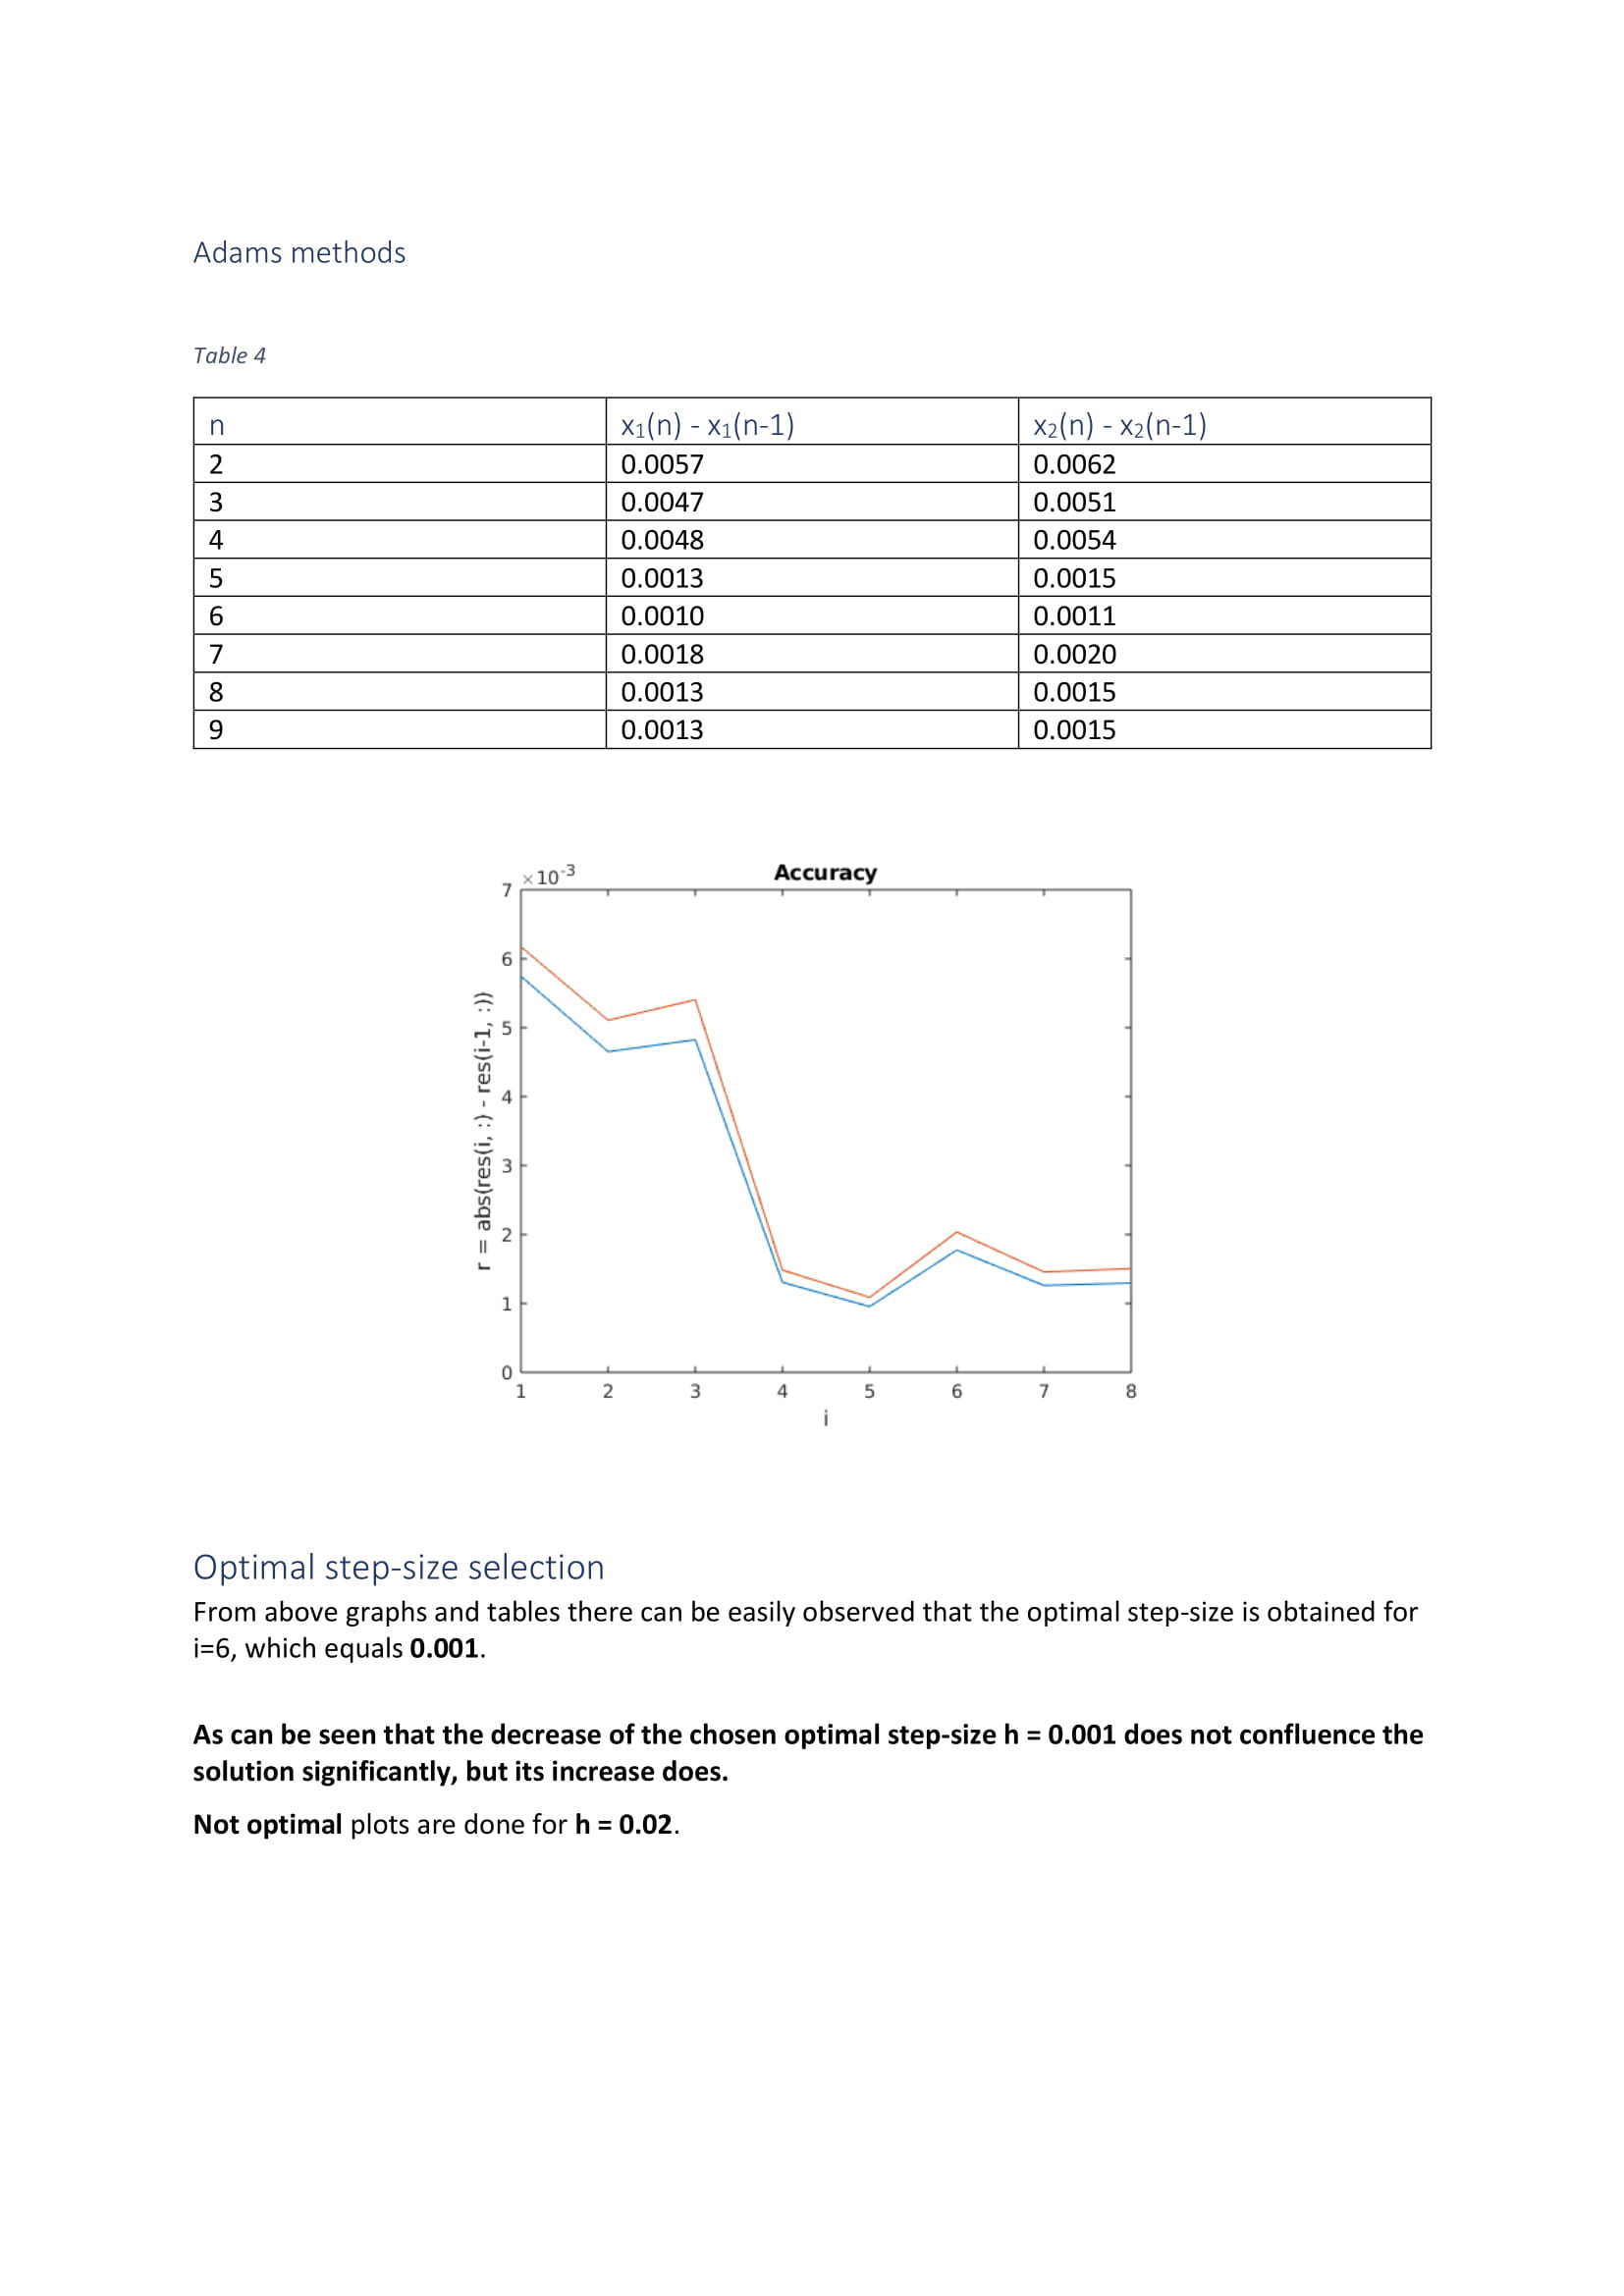 Adams methods
Table 4
n x₁(n) - x₁(n-1) x₂(n) - x₂(n-1)
2 0.0057 0.0062
3 0.0047 0.0051
4 0.0048 0.0054
5 0.0013 0.0015
6 0.0010 0.0011
7 0.0018 0.0020
8 0.0013 0.0015
9 0.0013 0.0015
Accuracy
×10⁻³
7
6
5
4
3
2
1
0
r = abs(res(i, :) - res(i-1, :))
1 2 3 4 5 6 7 8
i
Optimal step-size selection
From above graphs and tables there can be easily observed that the optimal step-size is obtained for
i=6, which equals 0.001.
As can be seen that the decrease of the chosen optimal step-size h = 0.001 does not confluence the
solution significantly, but its increase does.
Not optimal plots are done for h = 0.02.